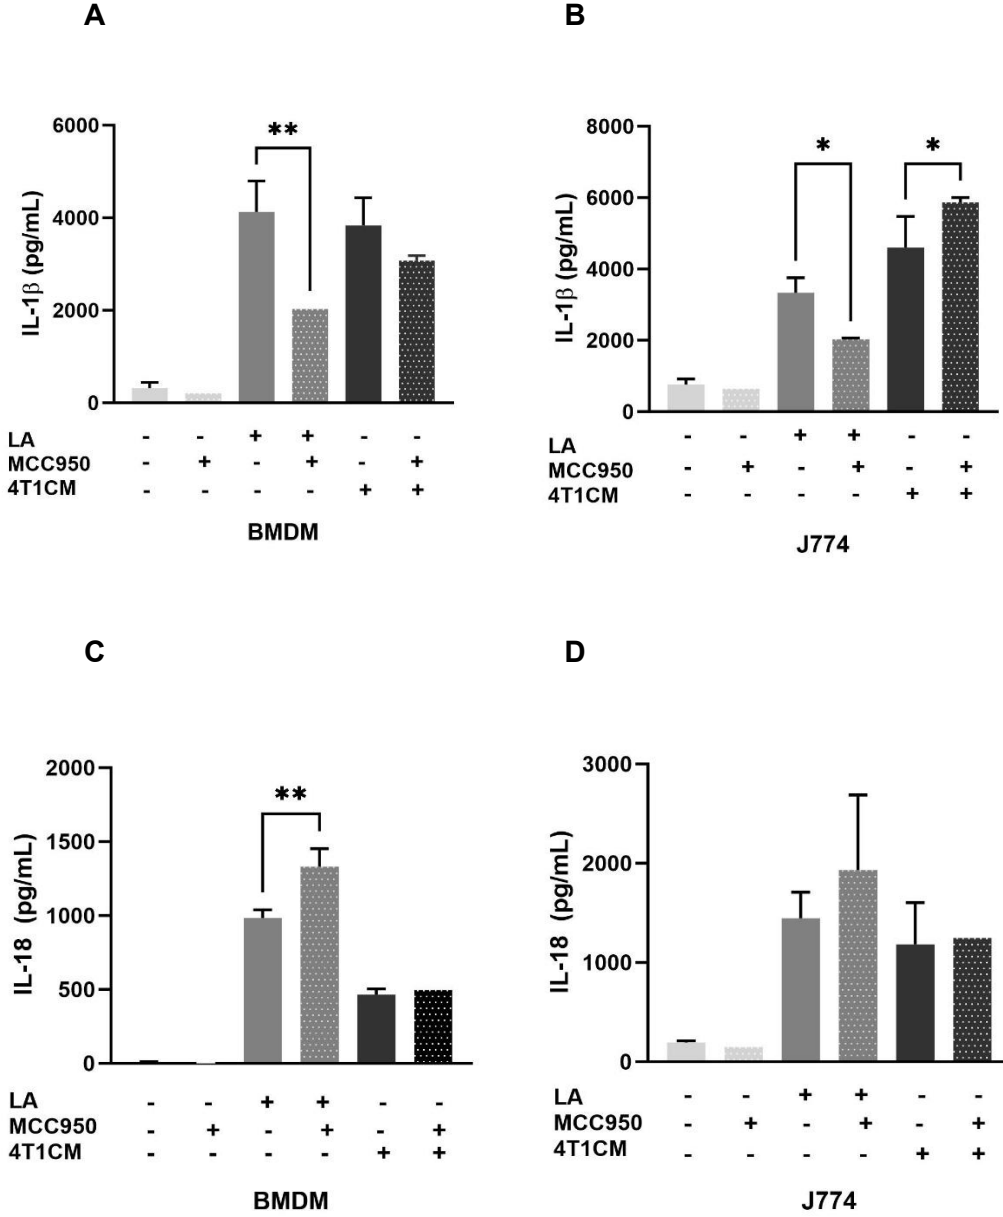 A
B
**
6000
4000
2000
0
IL-1β (pg/mL)
LA - - + + - -
MCC950 - + - + - +
4T1CM - - - - + +
BMDM
* *
8000
6000
4000
2000
0
IL-1β (pg/mL)
LA - - + + - -
MCC950 - + - + - +
4T1CM - - - - + +
J774
C
D
**
2000
1500
1000
500
0
IL-18 (pg/mL)
LA - - + + - -
MCC950 - + - + - +
4T1CM - - - - + +
BMDM
3000
2000
1000
0
IL-18 (pg/mL)
LA - - + + - -
MCC950 - + - + - +
4T1CM - - - - + +
J774